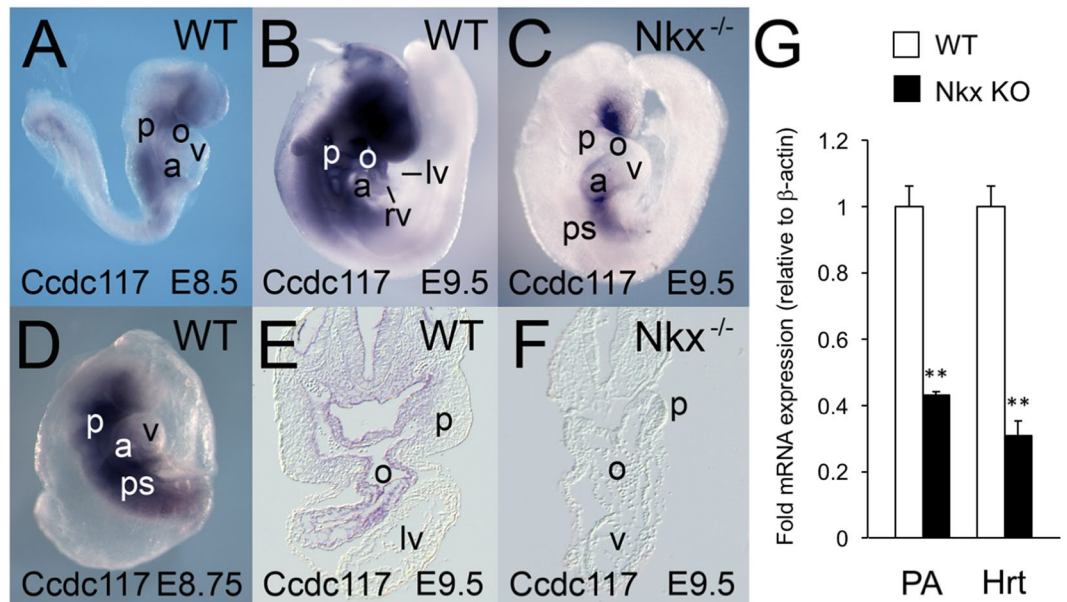 A WT
p o v
a
Ccdc117 E8.5
B WT
p o
a lv
rv
Ccdc117 E9.5
C Nkx-/-
p o v
a
ps
Ccdc117 E9.5
D WT
p v
a
ps
Ccdc117 E8.75
E WT
p
o
lv
Ccdc117 E9.5
F Nkx-/-
p
o
v
Ccdc117 E9.5
G
WT
Nkx KO
Fold mRNA expression (relative to β-actin)
1.2
1
0.8
0.6
0.4
0.2
0
**
**
PA Hrt